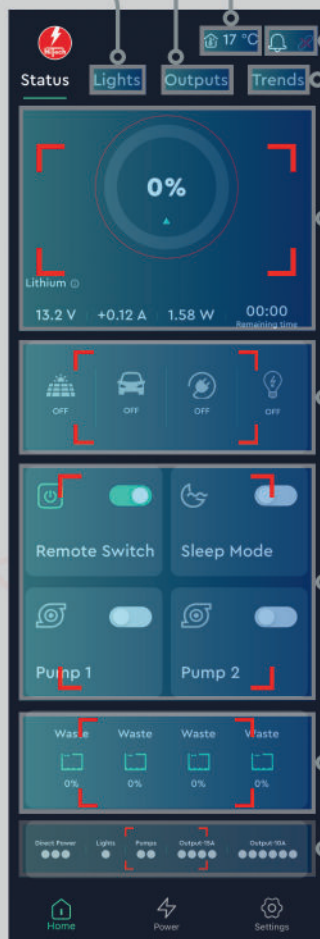 Hijtech
17 °C
Status Lights Outputs Trends
0%
Lithium
13.2 V +0.12 A 1.58 W 00:00
Remaining time
OFF OFF OFF OFF
Remote Switch Sleep Mode
Pump 1 Pump 2
Waste Waste Waste Waste
0% 0% 0% 0%
Direct Power Lights Pumps Output-15A Output-10A
Home Power Settings